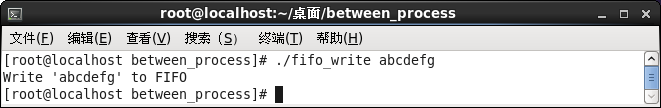 root@localhost:~/桌面/between_process
文件(F) 编辑(E) 查看(V) 搜索 (S) 终端(T) 帮助(H)
[root@localhost between_process]# ./fifo_write abcdefg
Write 'abcdefg' to FIFO
[root@localhost between_process]#